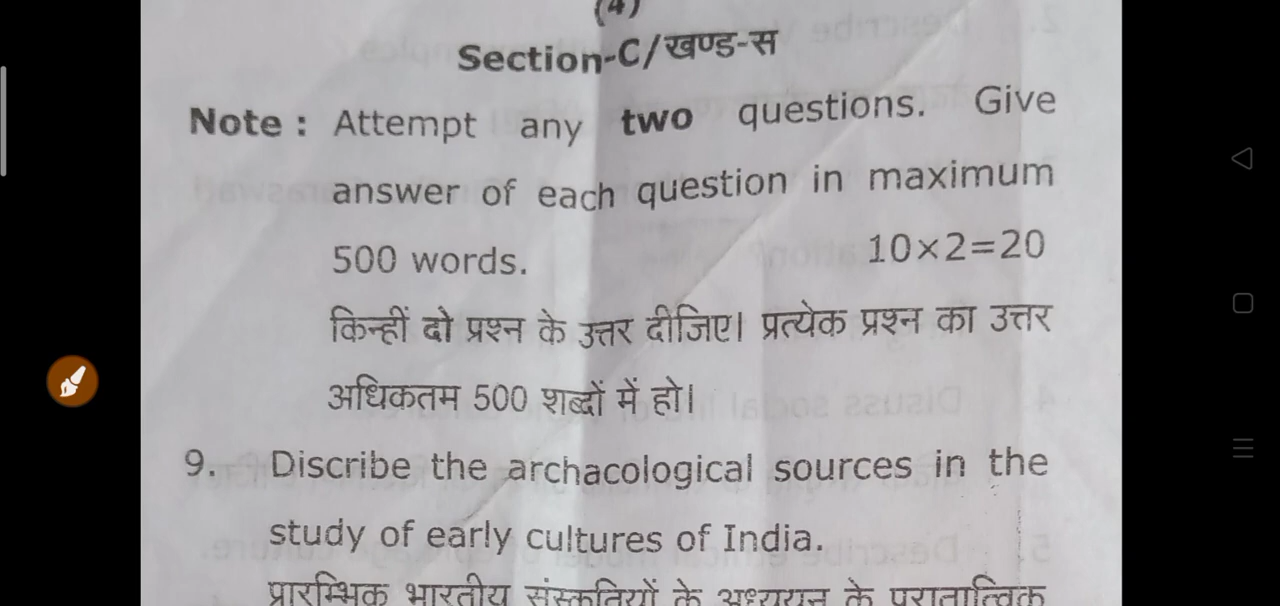 (4)
Section-C/खण्ड-स
Note : Attempt any two questions. Give
answer of each question in maximum
500 words. 10×2=20
किन्हीं दो प्रश्न के उत्तर दीजिए। प्रत्येक प्रश्न का उत्तर
अधिकतम 500 शब्दों में हो।
9. Discribe the archacological sources in the
study of early cultures of India.
प्रारम्भिक भारतीय संस्कृतियों के अध्ययन के पुरातात्विक